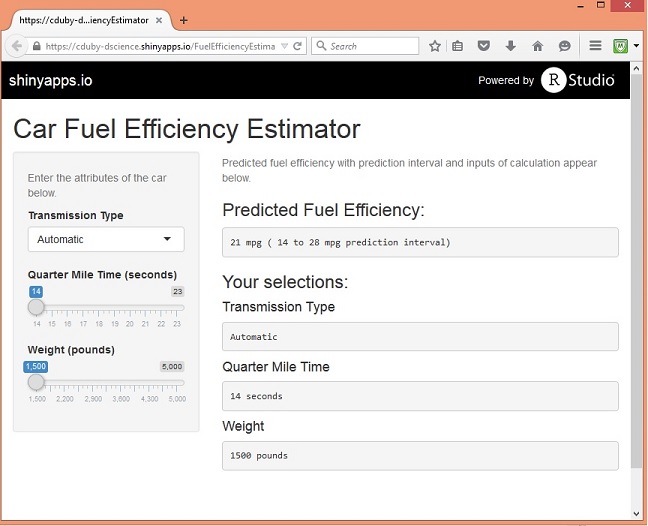 https://cduby-d...iencyEstimator
https://cduby-dscience.shinyapps.io/FuelEfficiencyEstima
Search
shinyapps.io
Powered by R Studio
Car Fuel Efficiency Estimator
Enter the attributes of the car
below.
Transmission Type
Automatic
Quarter Mile Time (seconds)
14 23
14 15 16 17 18 19 20 21 22 23
Weight (pounds)
1,500 5,000
1,500 2,200 2,900 3,600 4,300 5,000
Predicted fuel efficiency with prediction interval and inputs of calculation appear
below.
Predicted Fuel Efficiency:
21 mpg ( 14 to 28 mpg prediction interval)
Your selections:
Transmission Type
Automatic
Quarter Mile Time
14 seconds
Weight
1500 pounds